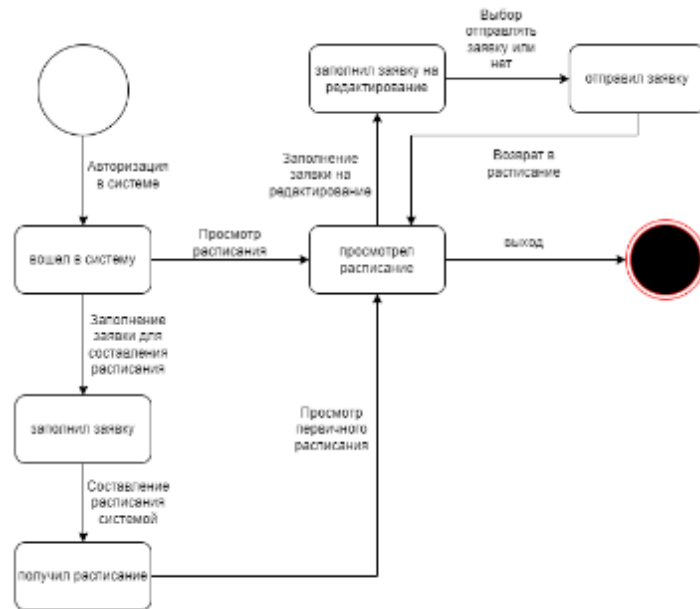 Выбор
отправлять
заявку или
нет
заполнил заявку на
редактирование
отправил заявку
Авторизация
в системе
Заполнение
заявки на
редактирование
Возврат в
расписание
вошел в систему
Просмотр
расписания
просмотрел
расписание
выход
Заполнение
заявки для
составления
расписания
заполнил заявку
Просмотр
первичного
расписания
Составление
расписания
системой
получил расписание